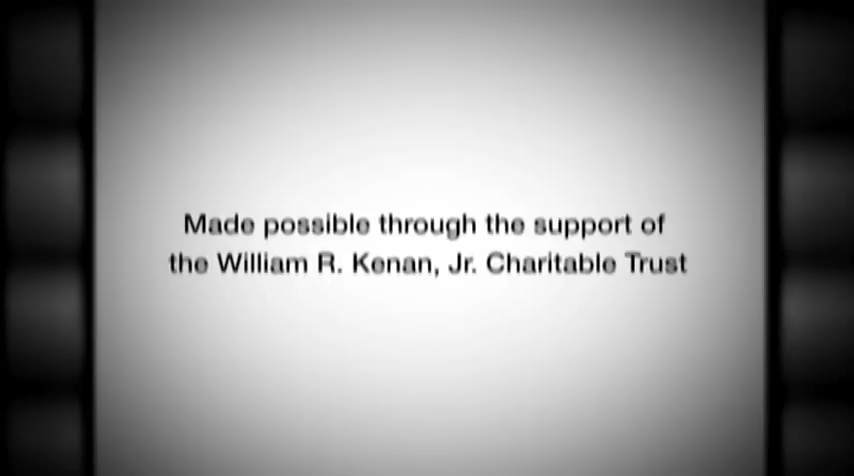 Made possible through the support of
the William R. Kenan, Jr. Charitable Trust